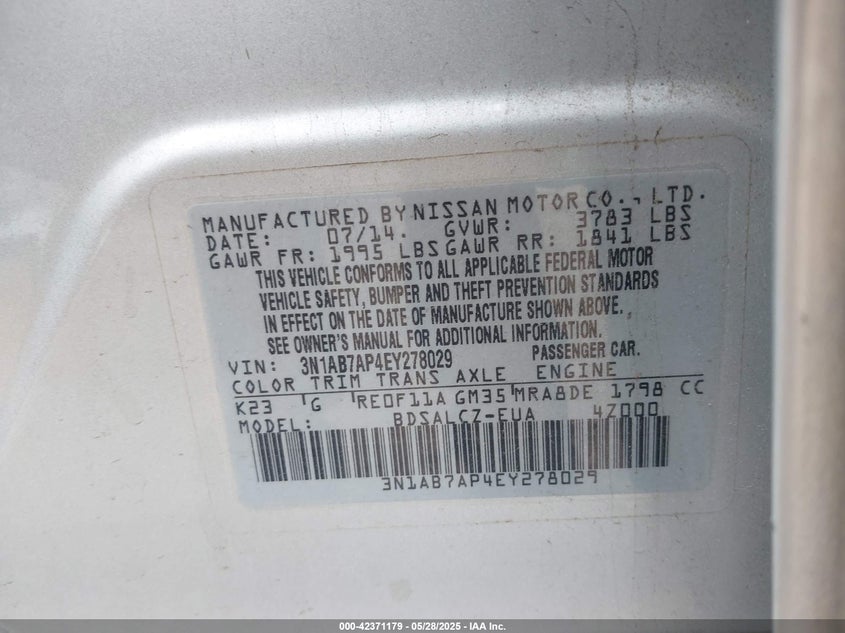 MANUFACTURED BY NISSAN MOTOR CO., LTD.
DATE: 07/14. GVWR: 3783 LBS
GAWR FR: 1995 LBS GAWR RR: 1841 LBS
THIS VEHICLE CONFORMS TO ALL APPLICABLE FEDERAL MOTOR
VEHICLE SAFETY, BUMPER AND THEFT PREVENTION STANDARDS
IN EFFECT ON THE DATE OF MANUFACTURE SHOWN ABOVE.
SEE OWNER'S MANUAL FOR ADDITIONAL INFORMATION.
VIN: 3N1AB7AP4EY278029 PASSENGER CAR.
COLOR TRIM TRANS AXLE ENGINE
K23 G RE0F11A GM35 MRA8DE 1798 CC
MODEL: BDSALCZ-EUA 4Z000
3N1AB7AP4EY278029
000-42371179 — 05/28/2025 — IAA Inc.